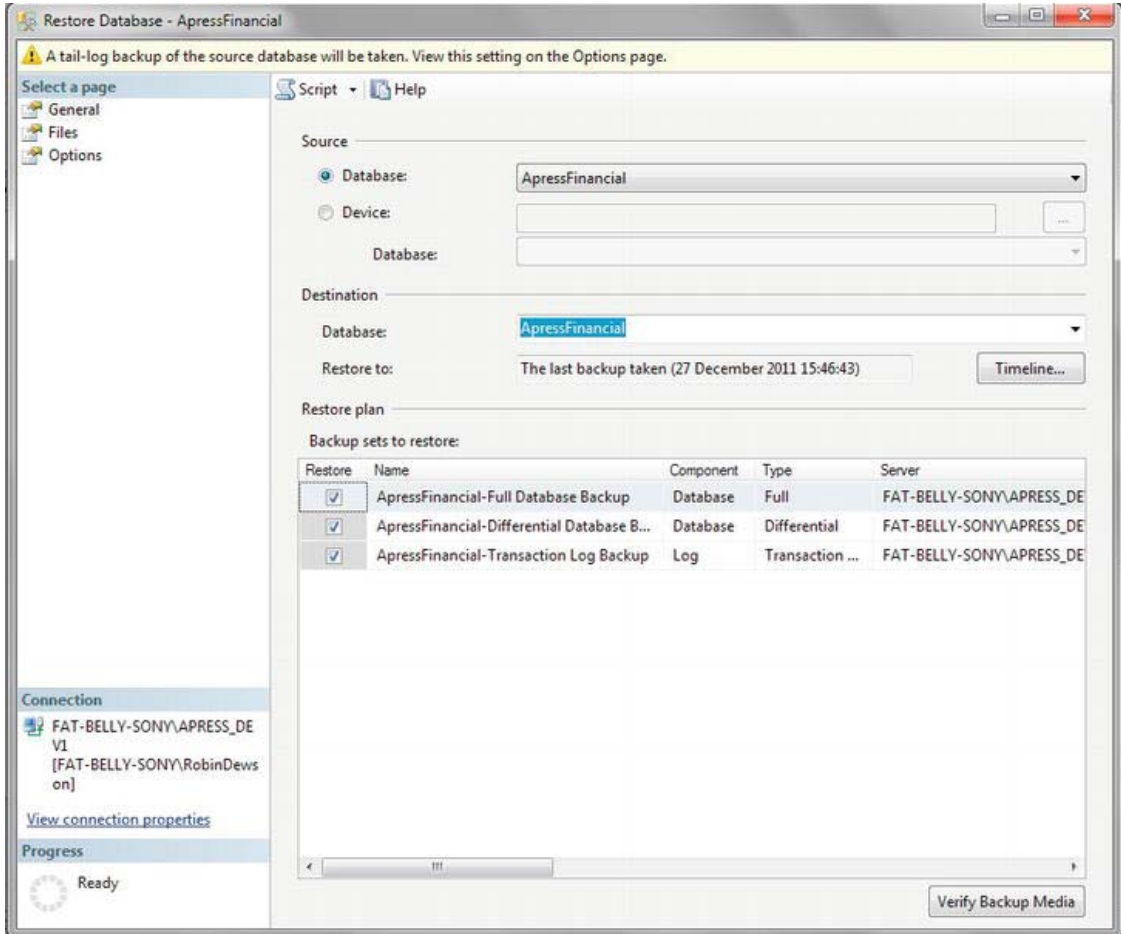 Restore Database - ApressFinancial
A tail-log backup of the source database will be taken. View this setting on the Options page.
Select a page
General
Files
Options
Script
Help
Source
Database:
ApressFinancial
Device:
...
Database:
Destination
Database:
ApressFinancial
Restore to:
The last backup taken (27 December 2011 15:46:43)
Timeline...
Restore plan
Backup sets to restore:
Restore Name Component Type Server
ApressFinancial-Full Database Backup Database Full FAT-BELLY-SONY\APRESS_DE
ApressFinancial-Differential Database B... Database Differential FAT-BELLY-SONY\APRESS_DE
ApressFinancial-Transaction Log Backup Log Transaction ... FAT-BELLY-SONY\APRESS_DE
Connection
FAT-BELLY-SONY\APRESS_DE
V1
[FAT-BELLY-SONY\RobinDews
on]
View connection properties
Progress
Ready
Verify Backup Media